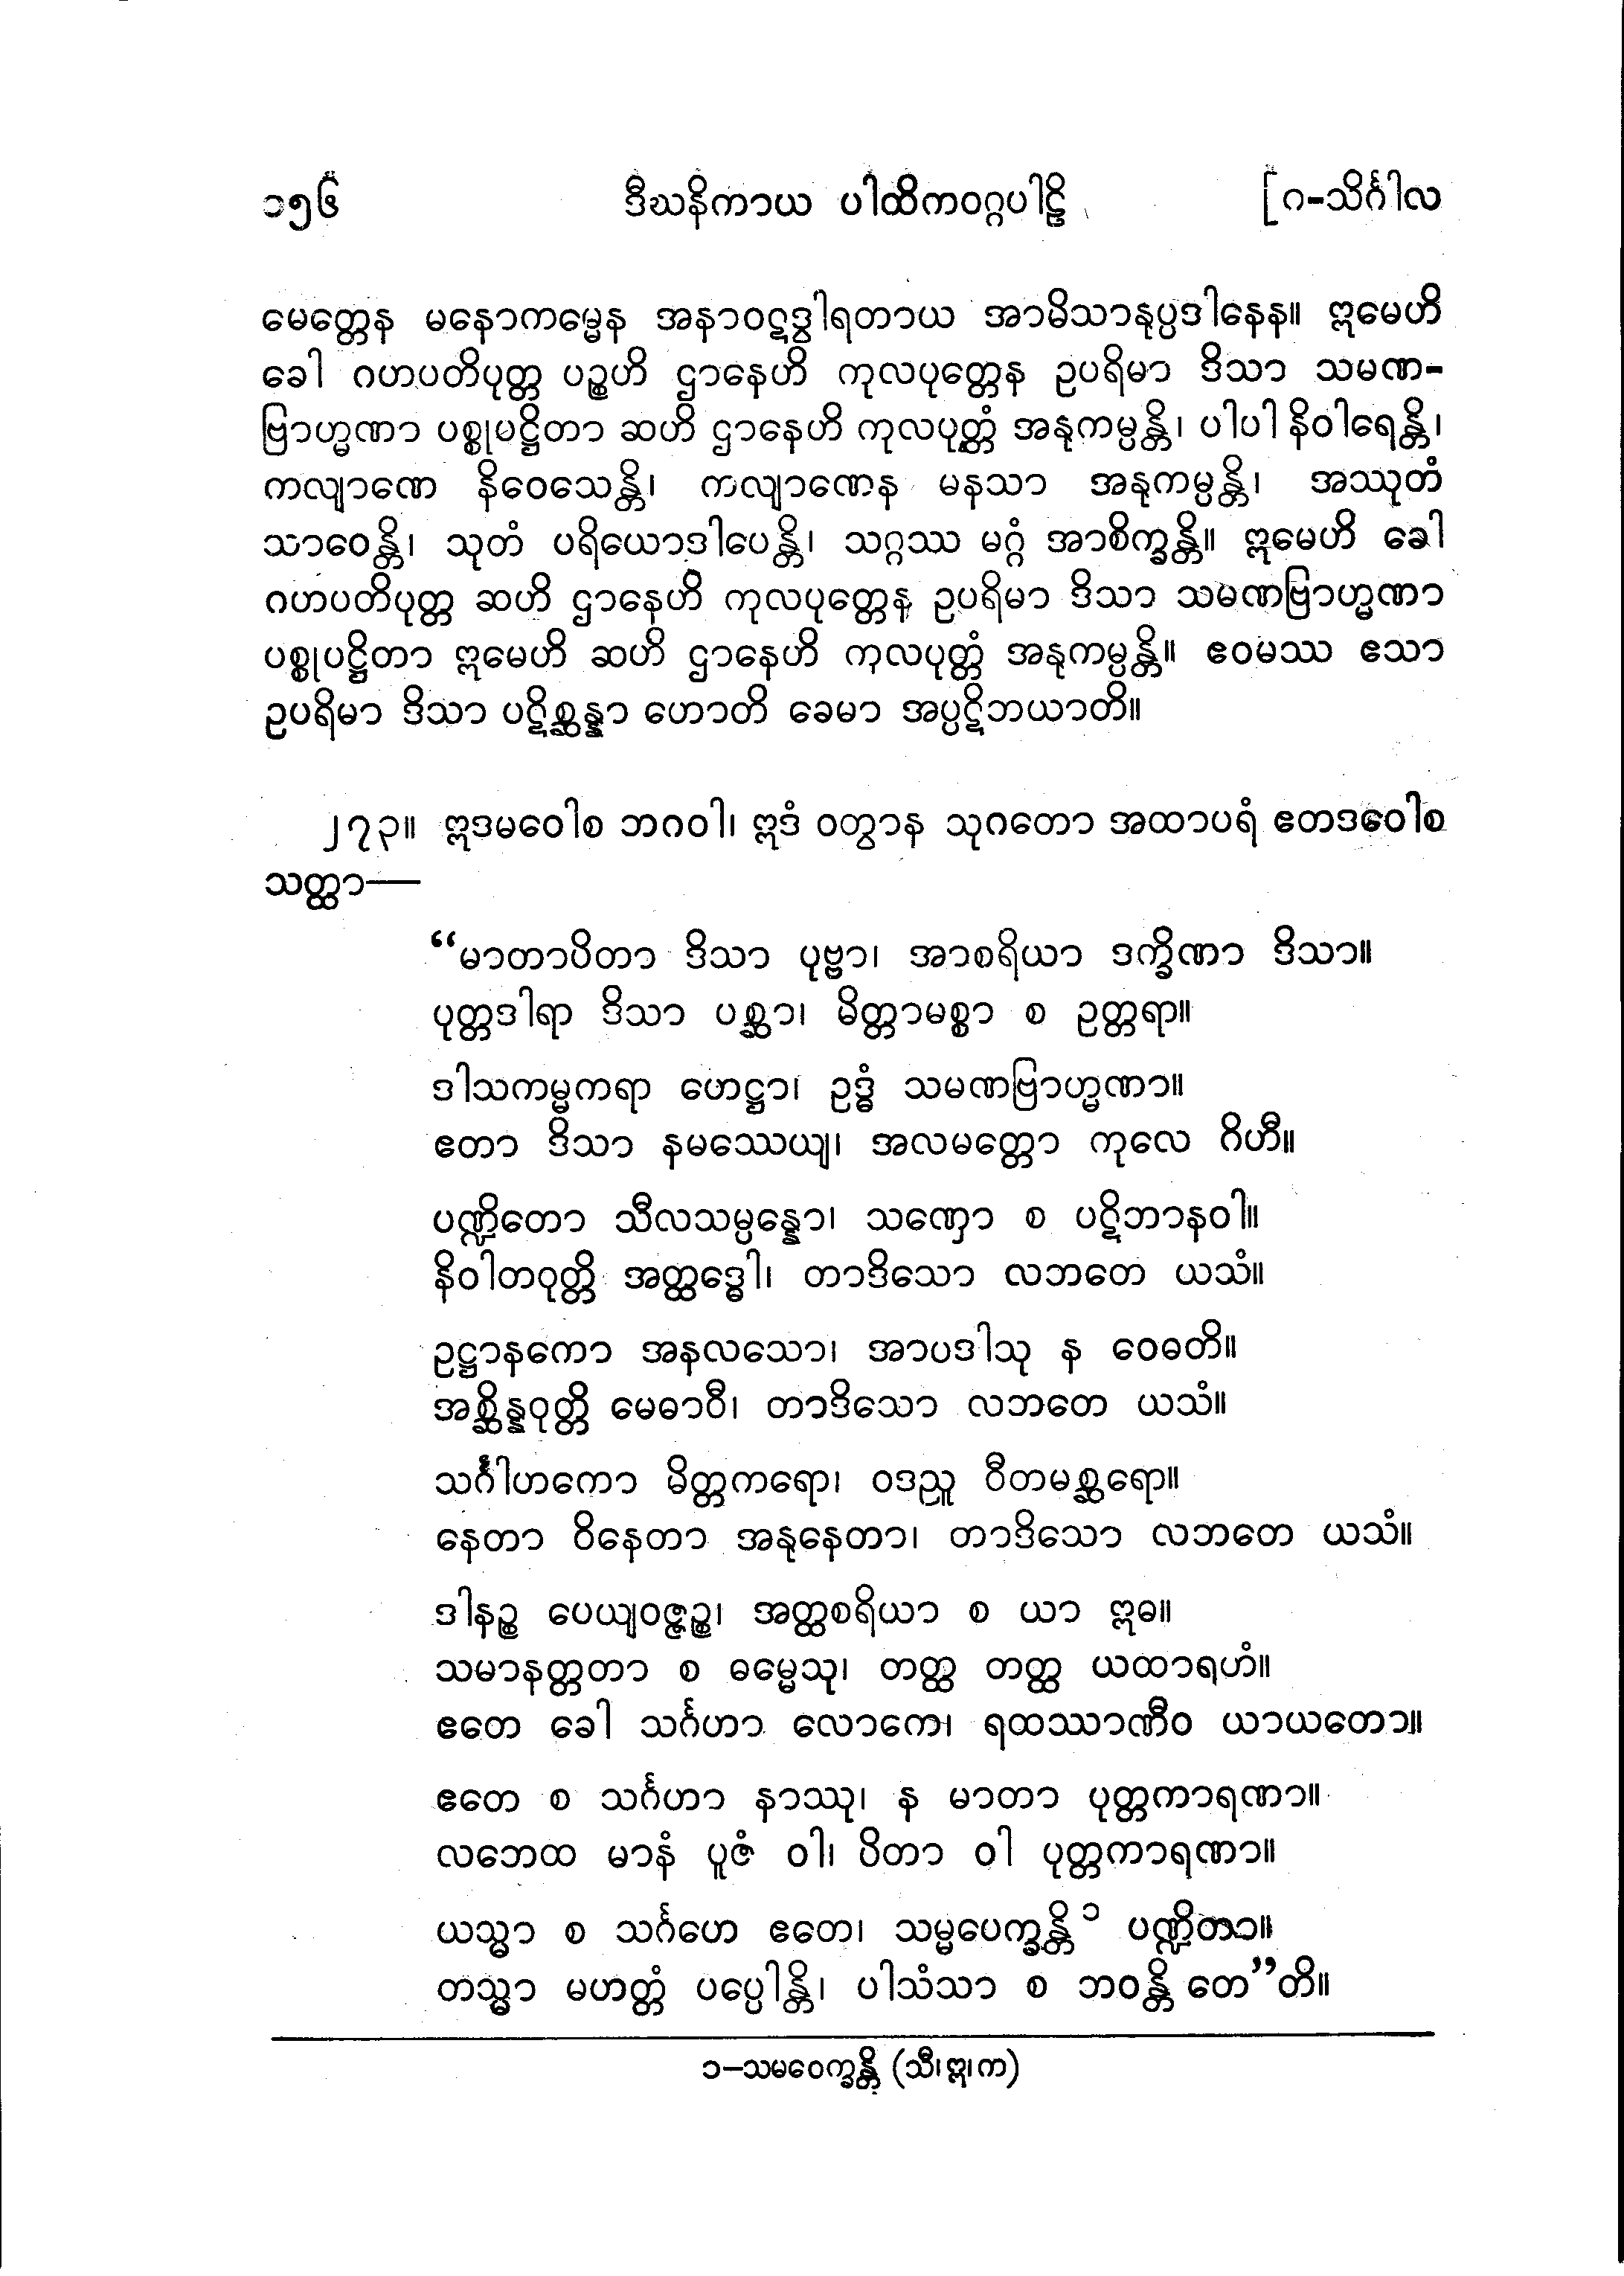 ၁၅၆ ဒီဃနိကာယ ပါထိကဝဂ္ဂပါဠိ [ဂ-သိင်္ဂါလ
မေတ္တေန မနောကမ္မေန အနာဝဋဒွါရတာယ အာမိသာနုပ္ပဒါနေန။ ဣမေဟိ
ခေါ ဂဟပတိပုတ္တ ပဉ္စဟိ ဌာနေဟိ ကုလပုတ္တေန ဥပရိမာ ဒိသာ သမဏ-
ဗြာဟ္မဏာ ပစ္စုမဋ္ဌိတာ ဆဟိ ဌာနေဟိ ကုလပုတ္တံ အနုကမ္ပန္တိ၊ ပါပါ နိဝါရေန္တိ၊
ကလျာဏေ နိဝေသေန္တိ၊ ကလျာဏေန မနသာ အနုကမ္ပန္တိ၊ အဿုတံ
သာဝေန္တိ၊ သုတံ ပရိယောဒါပေန္တိ၊ သဂ္ဂဿ မဂ္ဂံ အာစိက္ခန္တိ။ ဣမေဟိ ခေါ
ဂဟပတိပုတ္တ ဆဟိ ဌာနေဟိ ကုလပုတ္တေန ဥပရိမာ ဒိသာ သမဏဗြာဟ္မဏာ
ပစ္စုပဋ္ဌိတာ ဣမေဟိ ဆဟိ ဌာနေဟိ ကုလပုတ္တံ အနုကမ္ပန္တိ။ ဧဝမဿ ဧသာ
ဥပရိမာ ဒိသာ ပဋိစ္ဆန္နာ ဟောတိ ခေမာ အပ္ပဋိဘယာတိ။
၂၇၃။ ဣဒမဝေါစ ဘဂဝါ၊ ဣဒံ ဝတွာန သုဂတော အထာပရံ ဧတဒဝေါစ
သတ္ထာ—
“မာတာပိတာ ဒိသာ ပုဗ္ဗာ၊ အာစရိယာ ဒက္ခိဏာ ဒိသာ။
ပုတ္တဒါရာ ဒိသာ ပစ္ဆာ၊ မိတ္တာမစ္စာ စ ဥတ္တရာ။
ဒါသကမ္မကရာ ဟေဋ္ဌာ၊ ဥဒ္ဓံ သမဏဗြာဟ္မဏာ။
ဧတာ ဒိသာ နမဿေယျ၊ အလမတ္တော ကုလေ ဂိဟီ။
ပဏ္ဍိတော သီလသမ္ပန္နော၊ သဏှော စ ပဋိဘာနဝါ။
နိဝါတဝုတ္တိ အတ္ထဒ္ဓေါ၊ တာဒိသော လဘတေ ယသံ။
ဥဋ္ဌာနကော အနလသော၊ အာပဒါသု န ဝေဓတိ။
အစ္ဆိန္နဝုတ္တိ မေဓာဝီ၊ တာဒိသော လဘတေ ယသံ။
သင်္ဂါဟကော မိတ္တကရော၊ ဝဒညူ ဝီတမစ္ဆရော။
နေတာ ဝိနေတာ အနုနေတာ၊ တာဒိသော လဘတေ ယသံ။
ဒါနဉ္စ ပေယျဝဇ္ဇဉ္စ၊ အတ္ထစရိယာ စ ယာ ဣဓ။
သမာနတ္တတာ စ ဓမ္မေသု၊ တတ္ထ တတ္ထ ယထာရဟံ။
ဧတေ ခေါ သင်္ဂဟာ လောကေ၊ ရထဿာဏီဝ ယာယတော။
ဧတေ စ သင်္ဂဟာ နာဿု၊ န မာတာ ပုတ္တကာရဏာ။
လဘေထ မာနံ ပူဇံ ဝါ၊ ပိတာ ဝါ ပုတ္တကာရဏာ။
ယသ္မာ စ သင်္ဂဟေ ဧတေ၊ သမ္မပေက္ခန္တိ ၁ ပဏ္ဍိတာ။
တသ္မာ မဟတ္တံ ပပ္ပေါန္တိ၊ ပါသံသာ စ ဘဝန္တိ တေ”တိ။
၁–သမဝေက္ခန္တိ (သီ၊ဣ၊က)